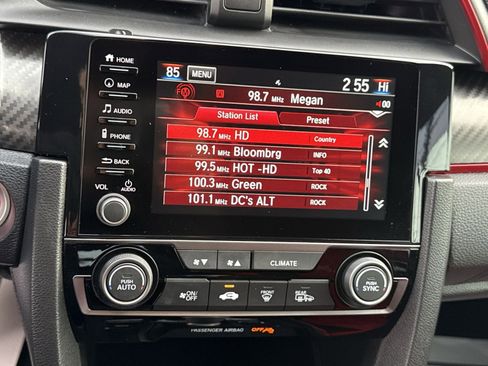 HOME
MAP
AUDIO
PHONE
BACK
VOL AUDIO
85 MENU 2 55 Hi
98.7 MHz Megan 00
Station List Preset
98.7 MHz HD Country
99.1 MHz Bloombrg INFO
99.5 MHz HOT -HD Top 40
100.3 MHz Green ROCK
101.1 MHz DC's ALT ROCK
CLIMATE
PUSH AUTO
ON/OFF
FRONT
REAR
PUSH SYNC
PASSENGER AIRBAG OFF